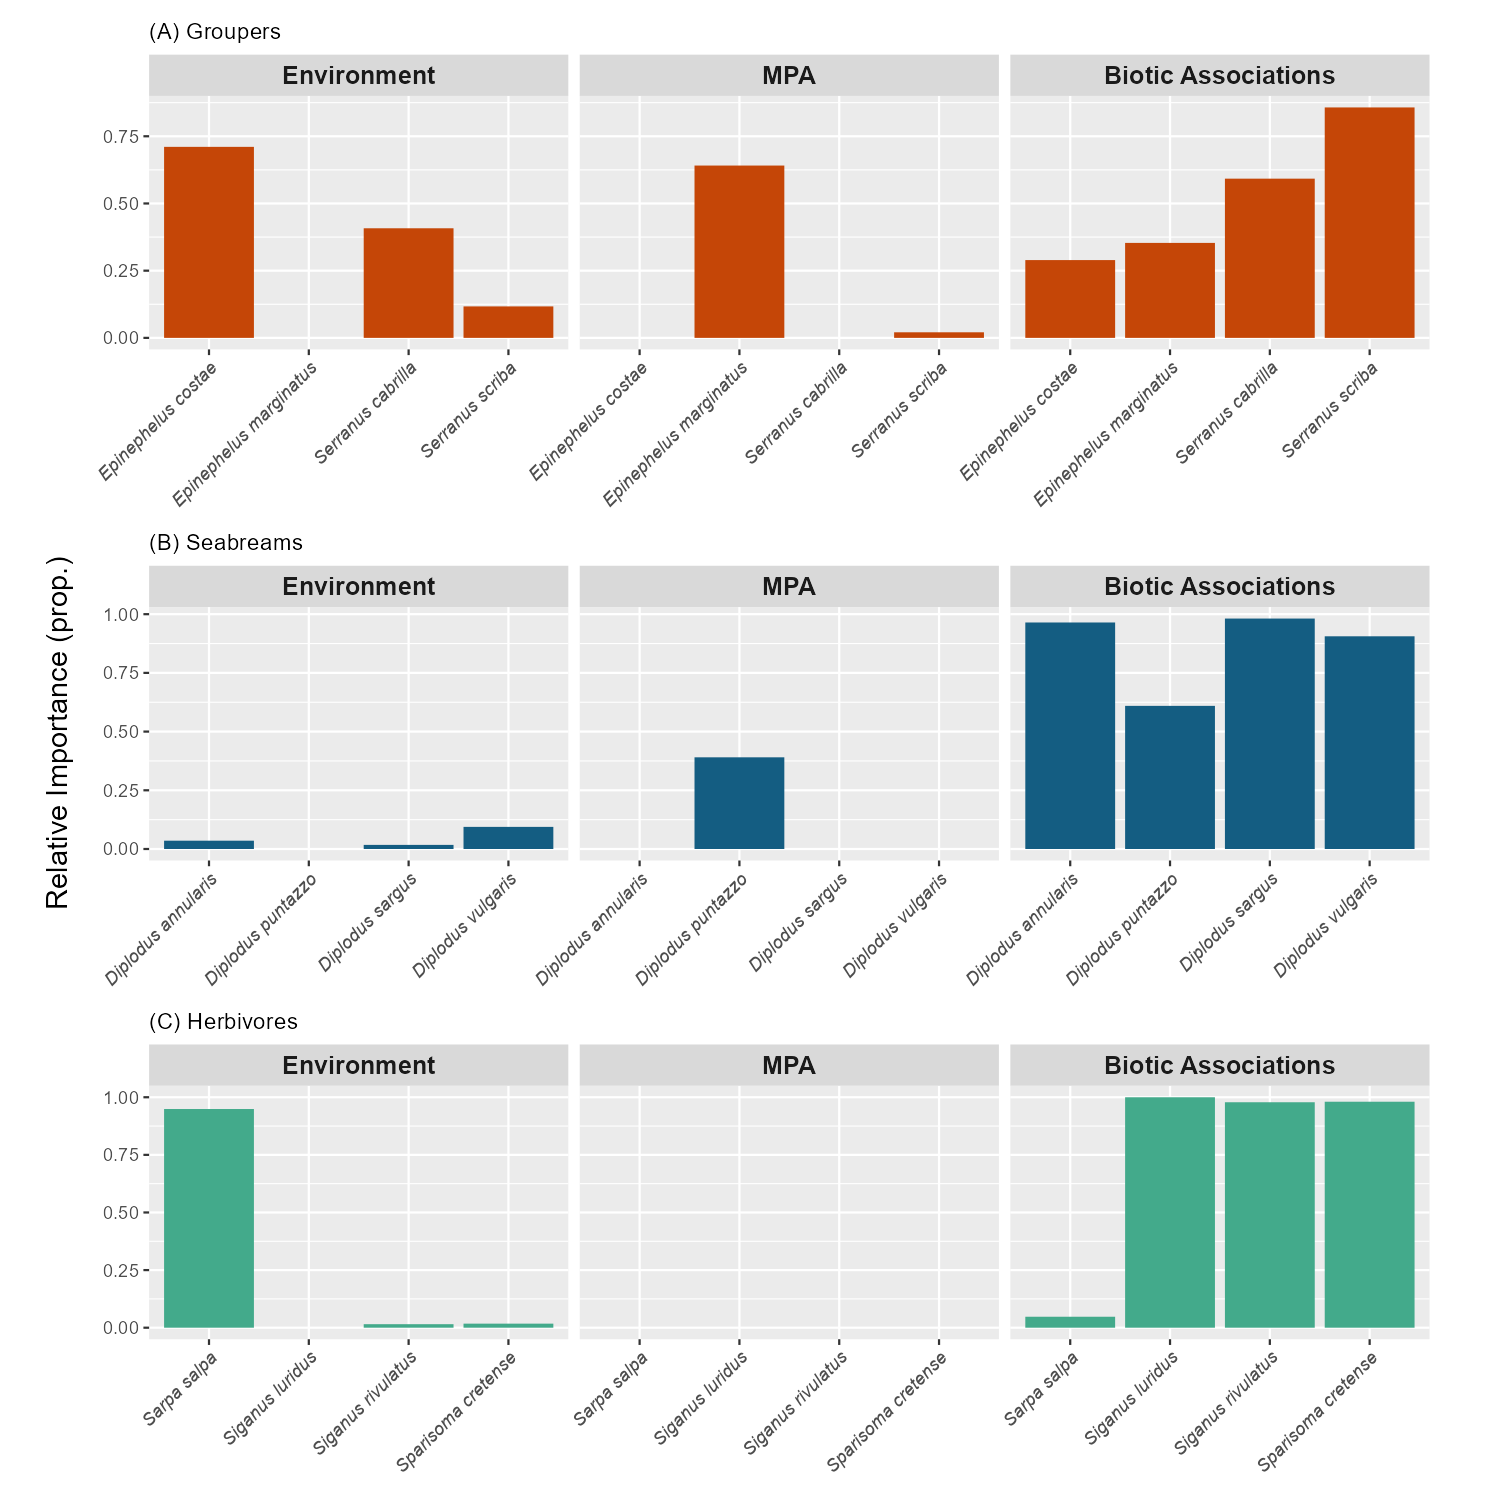 (A) Groupers
Environment MPA Biotic Associations
0.75
0.50
0.25
0.00
Epinephelus costae Epinephelus marginatus Serranus cabrilla Serranus scriba Epinephelus costae Epinephelus marginatus Serranus cabrilla Serranus scriba Epinephelus costae Epinephelus marginatus Serranus cabrilla Serranus scriba
Relative Importance (prop.)
(B) Seabreams
Environment MPA Biotic Associations
1.00
0.75
0.50
0.25
0.00
Diplodus annularis Diplodus puntazzo Diplodus sargus Diplodus vulgaris Diplodus annularis Diplodus puntazzo Diplodus sargus Diplodus vulgaris Diplodus annularis Diplodus puntazzo Diplodus sargus Diplodus vulgaris
(C) Herbivores
Environment MPA Biotic Associations
1.00
0.75
0.50
0.25
0.00
Sarpa salpa Siganus luridus Siganus rivulatus Sparisoma cretense Sarpa salpa Siganus luridus Siganus rivulatus Sparisoma cretense Sarpa salpa Siganus luridus Siganus rivulatus Sparisoma cretense